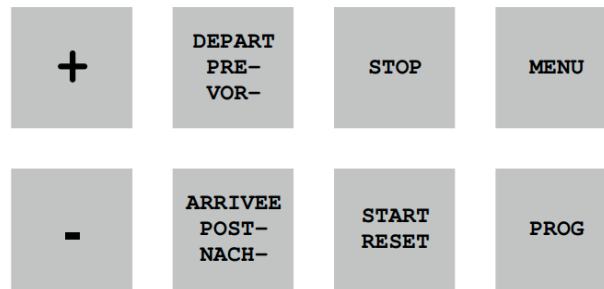 +
DEPART
PRE-
VOR-
STOP
MENU
-
ARRIVEE
POST-
NACH-
START
RESET
PROG